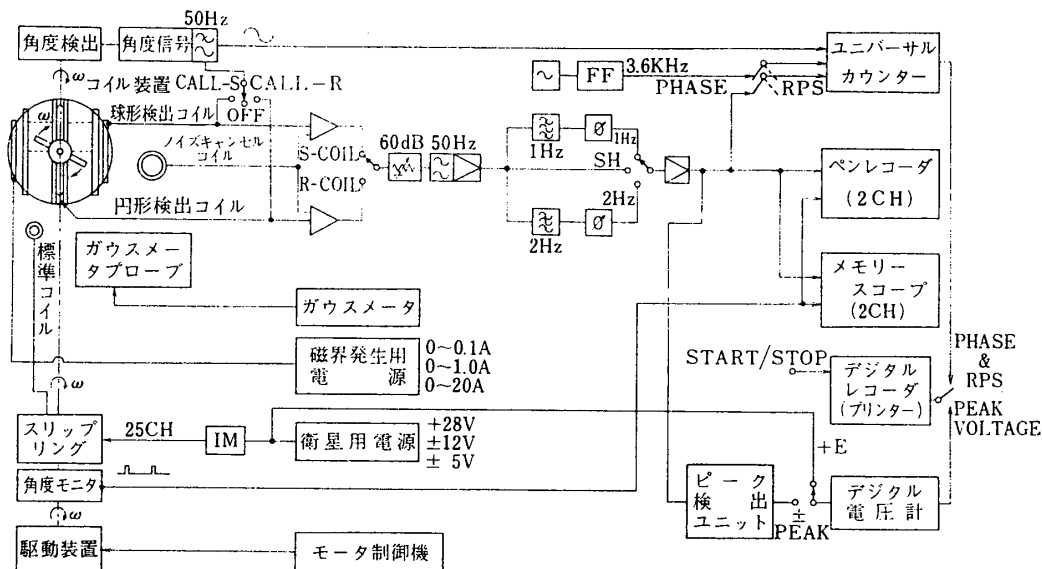 50Hz
角度検出
角度信号
ω
コイル装置 CALL-S CALL-R
OFF
球形検出コイル
ω
ノイズキャンセル
コイル
S-COIL
R-COIL
円形検出コイル
60dB 50Hz
1Hz
1Hz
SH
2Hz
2Hz
Ø
Ø
FF
3.6KHz
PHASE
RPS
ユニバーサル
カウンター
ペンレコーダ
(2CH)
メモリー
スコープ
(2CH)
標準コイル
ガウスメー
タプローブ
ガウスメータ
磁界発生用
電源
0~0.1A
0~1.0A
0~20A
START/STOP
デジタル
レコーダ
(プリンター)
PHASE
&
RPS
PEAK
VOLTAGE
ω
スリップ
リング
25CH
IM
衛星用電源
+28V
±12V
± 5V
+E
角度モニタ
ピーク
検出
ユニット
±
PEAK
デジタル
電圧計
ω
駆動装置
モータ制御機